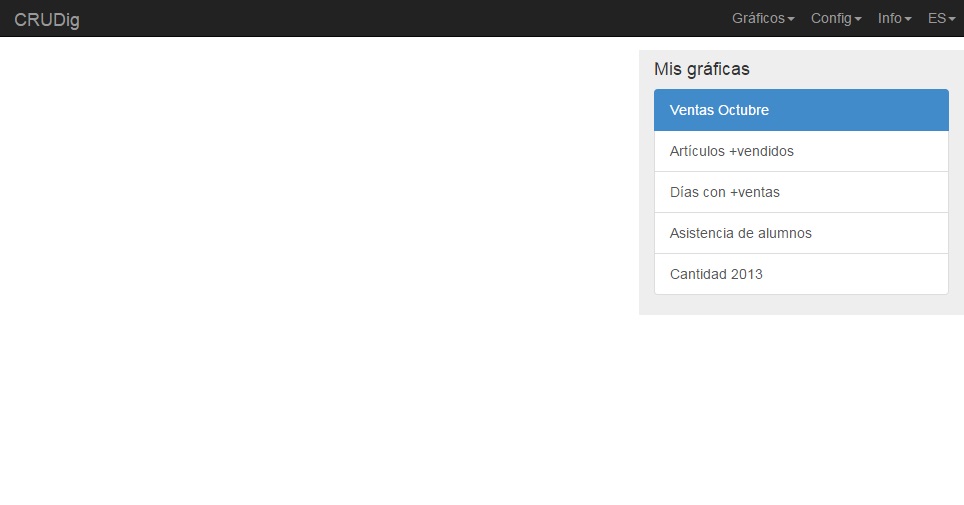 CRUDig Gráficos Config Info ES
Mis gráficas
Ventas Octubre
Artículos +vendidos
Días con +ventas
Asistencia de alumnos
Cantidad 2013